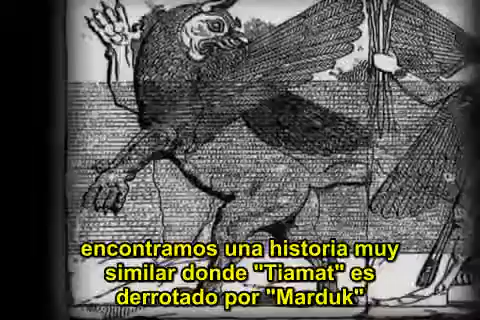 encontramos una historia muy
similar donde "Tiamat" es
derrotado por "Marduk"